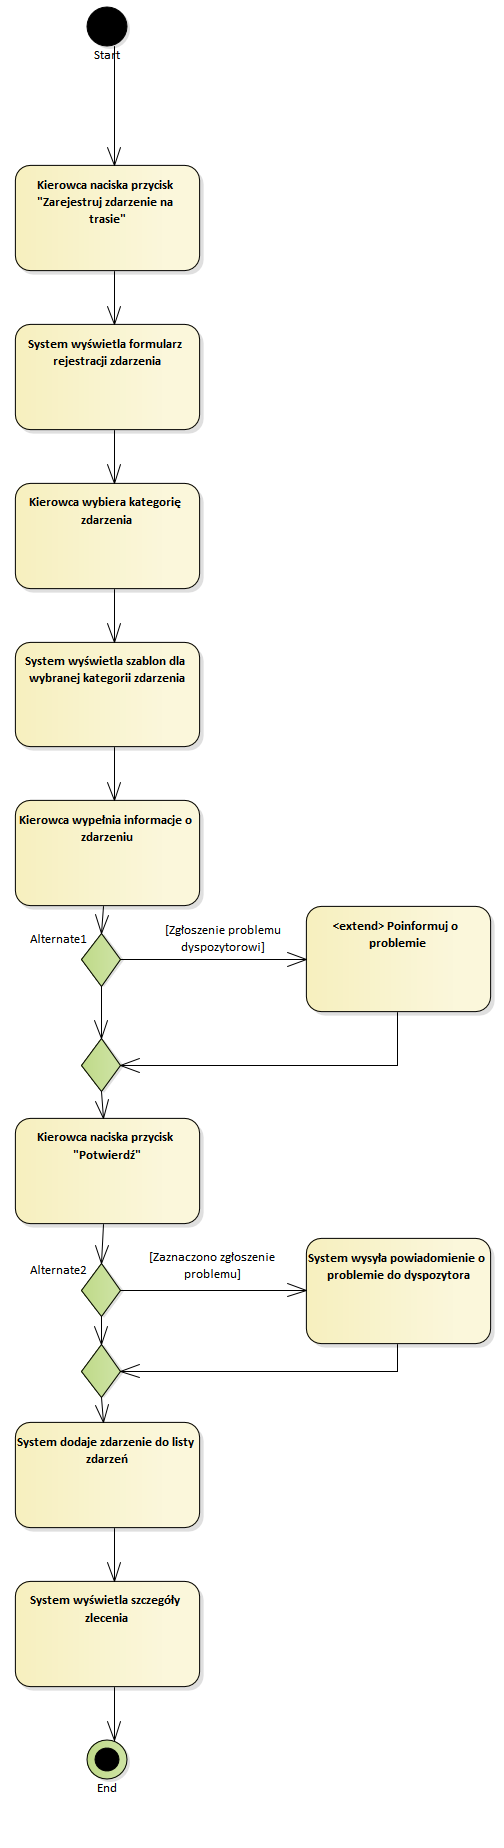 Start
Kierowca naciska przycisk
"Zarejestruj zdarzenie na
trasie"
System wyświetla formularz
rejestracji zdarzenia
Kierowca wybiera kategorię
zdarzenia
System wyświetla szablon dla
wybranej kategorii zdarzenia
Kierowca wypełnia informacje o
zdarzeniu
Alternate1
[Zgłoszenie problemu
dyspozytorowi]
<extend> Poinformuj o
problemie
Kierowca naciska przycisk
"Potwierdź"
Alternate2
[Zaznaczono zgłoszenie
problemu]
System wysyła powiadomienie o
problemie do dyspozytora
System dodaje zdarzenie do listy
zdarzeń
System wyświetla szczegóły
zlecenia
End